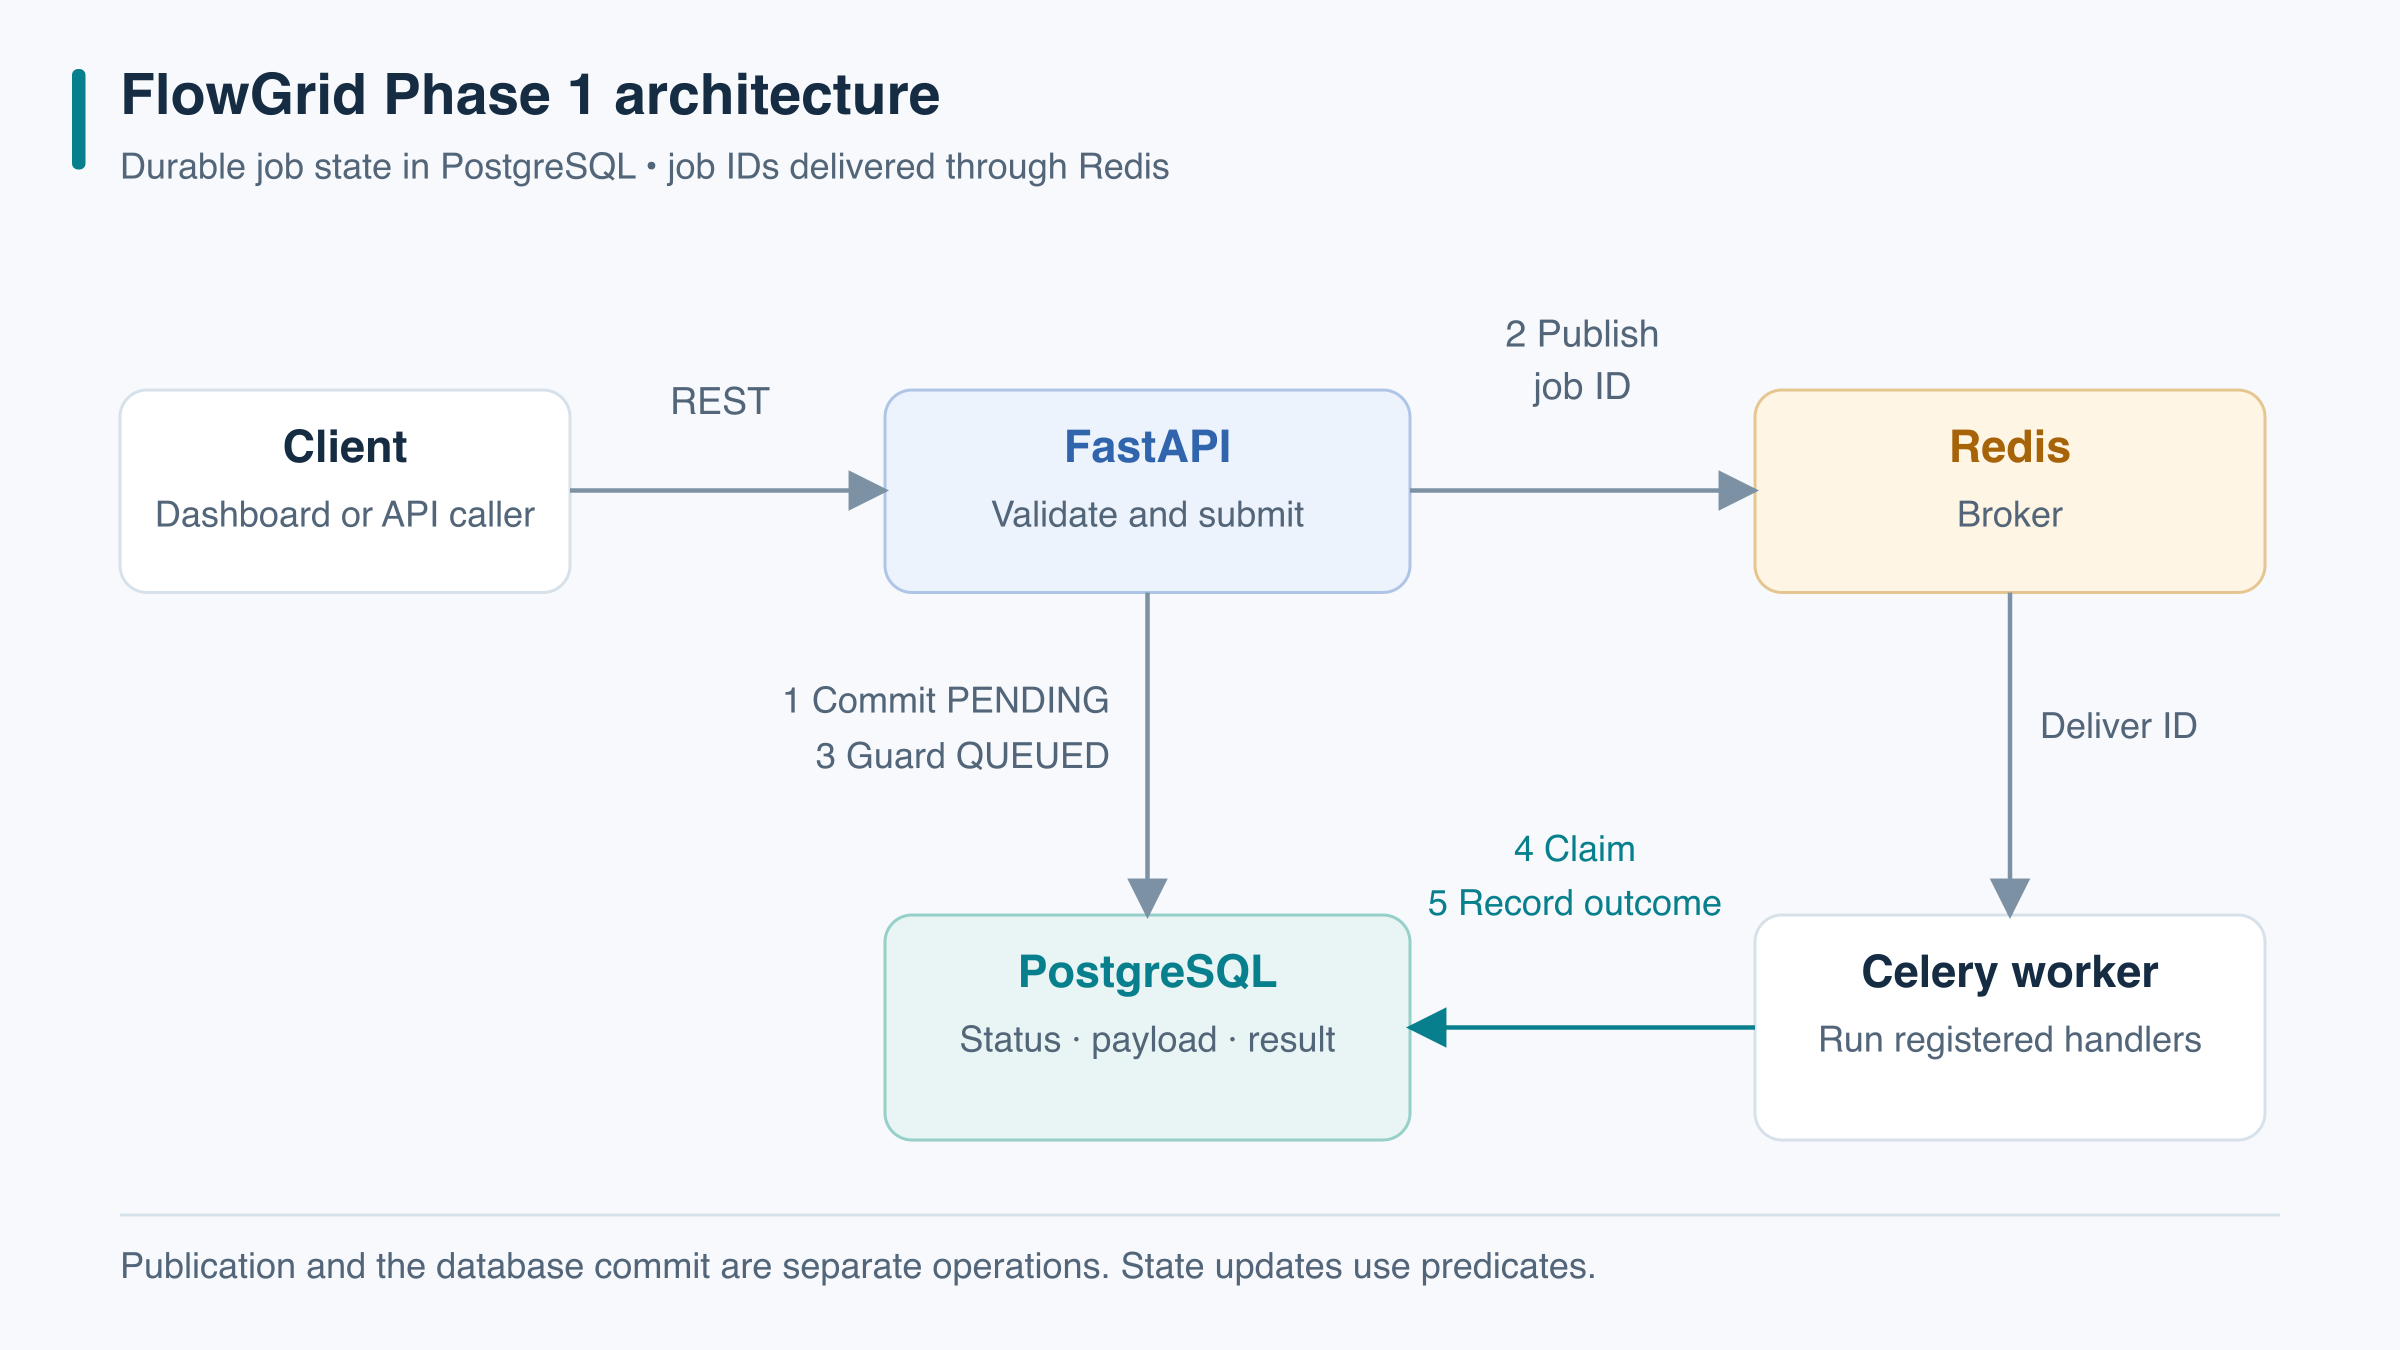 FlowGrid Phase 1 architecture
Durable job state in PostgreSQL • job IDs delivered through Redis
2 Publish
job ID
REST
Client
Dashboard or API caller
FastAPI
Validate and submit
Redis
Broker
1 Commit PENDING
3 Guard QUEUED
Deliver ID
4 Claim
5 Record outcome
PostgreSQL
Status · payload · result
Celery worker
Run registered handlers
Publication and the database commit are separate operations. State updates use predicates.